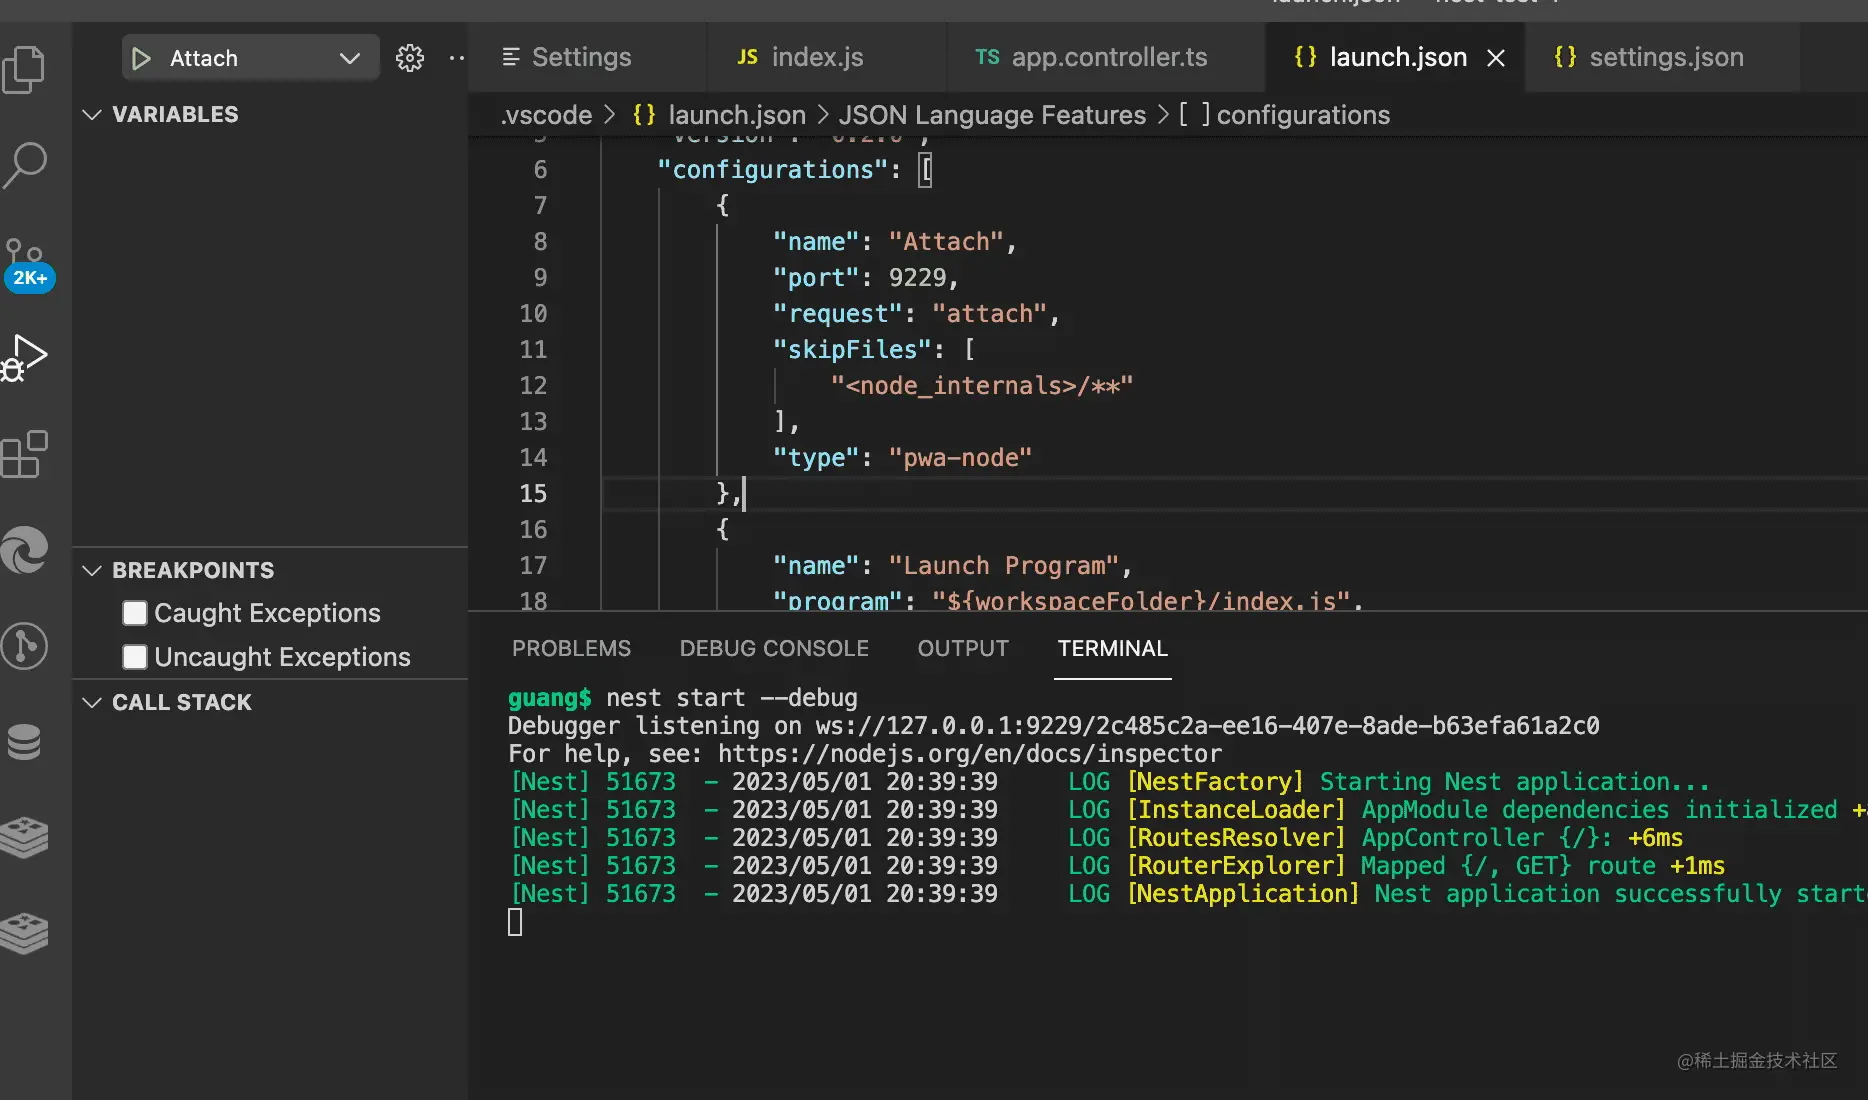 Attach
Settings
JS index.js
TS app.controller.ts
{} launch.json
{} settings.json
2K+
VARIABLES
BREAKPOINTS
Caught Exceptions
Uncaught Exceptions
CALL STACK
.vscode > {} launch.json > JSON Language Features > [ ] configurations
6 "configurations": [
7 {
8 "name": "Attach",
9 "port": 9229,
10 "request": "attach",
11 "skipFiles": [
12 "<node_internals>/**"
13 ],
14 "type": "pwa-node"
15 },
16 {
17 "name": "Launch Program",
18 "program": "${workspaceFolder}/index.js",
PROBLEMS DEBUG CONSOLE OUTPUT TERMINAL
guang$ nest start --debug
Debugger listening on ws://127.0.0.1:9229/2c485c2a-ee16-407e-8ade-b63efa61a2c0
For help, see: https://nodejs.org/en/docs/inspector
[Nest] 51673 - 2023/05/01 20:39:39 LOG [NestFactory] Starting Nest application...
[Nest] 51673 - 2023/05/01 20:39:39 LOG [InstanceLoader] AppModule dependencies initialized
[Nest] 51673 - 2023/05/01 20:39:39 LOG [RoutesResolver] AppController {/}: +6ms
[Nest] 51673 - 2023/05/01 20:39:39 LOG [RouterExplorer] Mapped {/, GET} route +1ms
[Nest] 51673 - 2023/05/01 20:39:39 LOG [NestApplication] Nest application successfully start
@稀土掘金技术社区